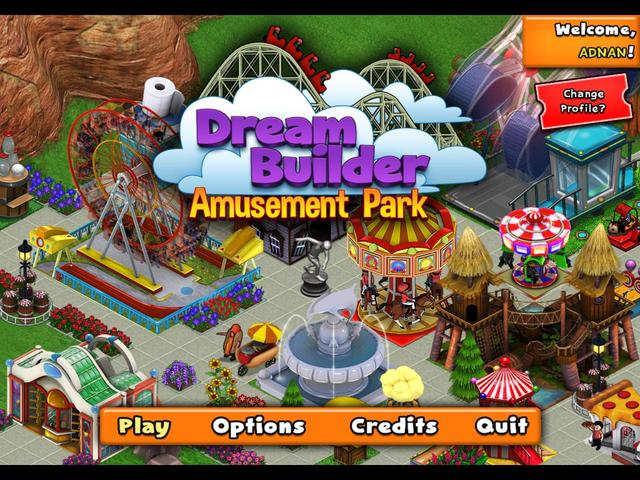 Welcome,
ADNAN!
Change
Profile?
Dream
Builder
Amusement Park
Play Options Credits Quit